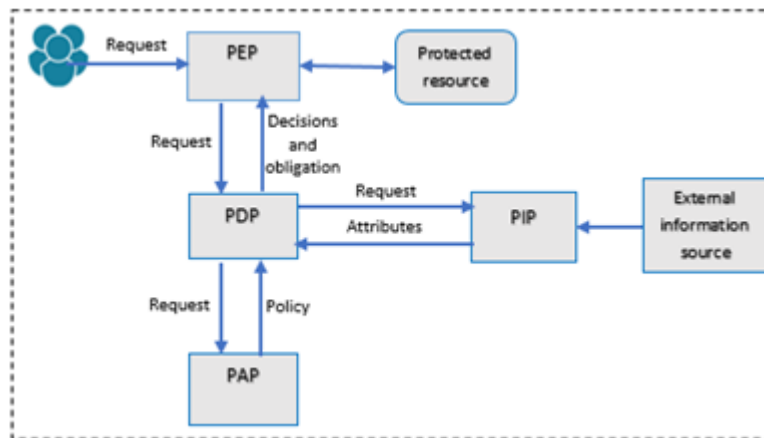 Request
PEP
Protected
resource
Request
Decisions
and
obligation
PDP
Request
Attributes
PIP
External
information
source
Request
Policy
PAP